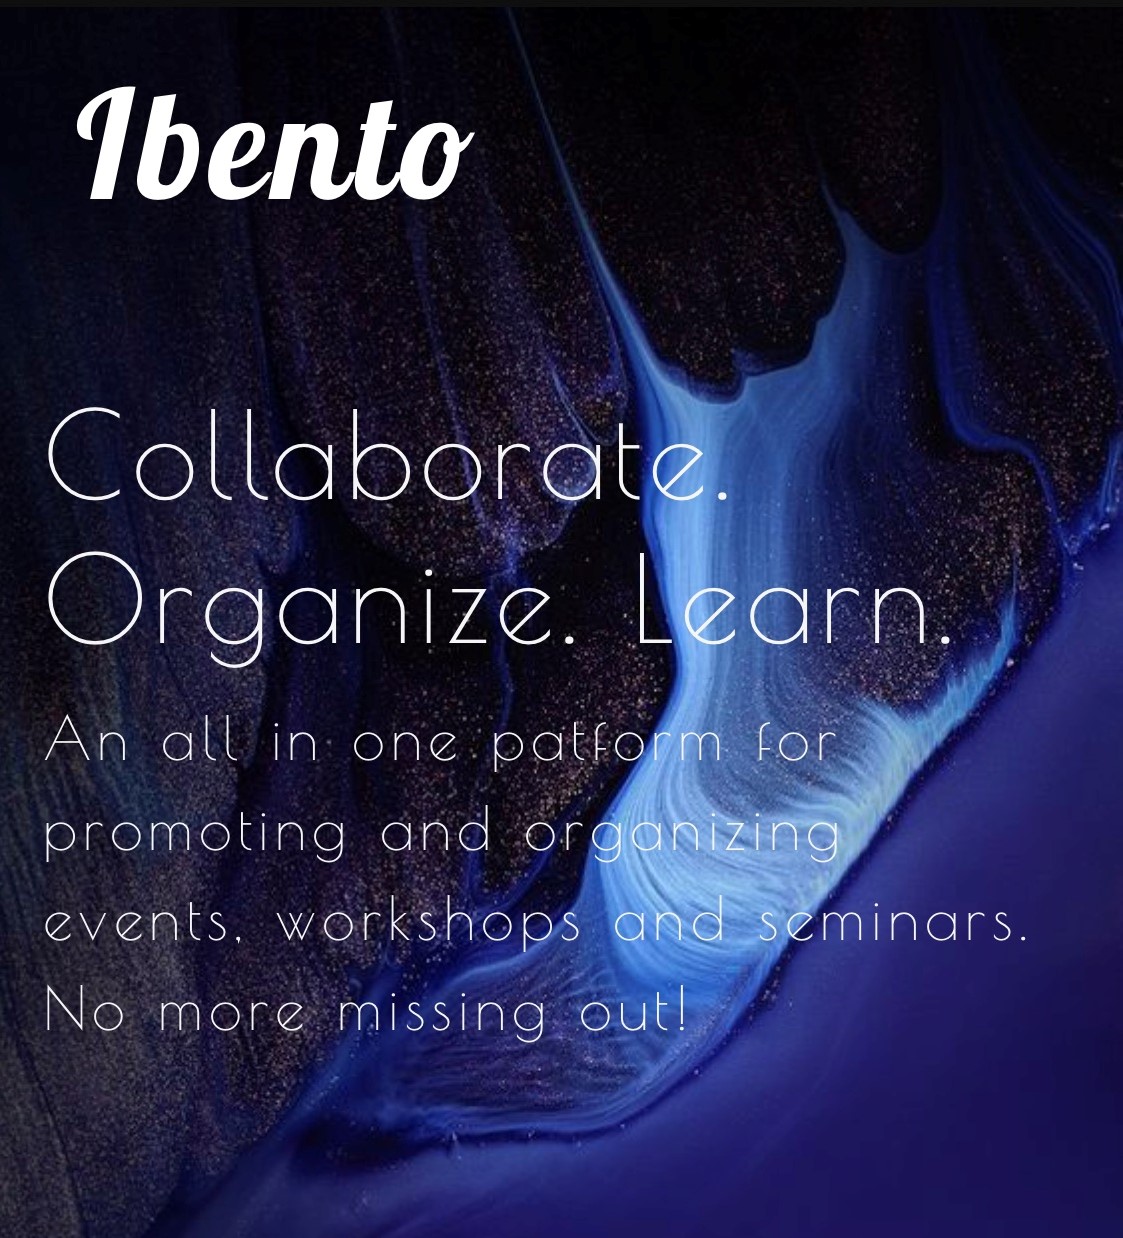 Ibento
Collaborate.
Organize. Learn.
An all in one patform for
promoting and organizing
events, workshops and seminars.
No more missing out!